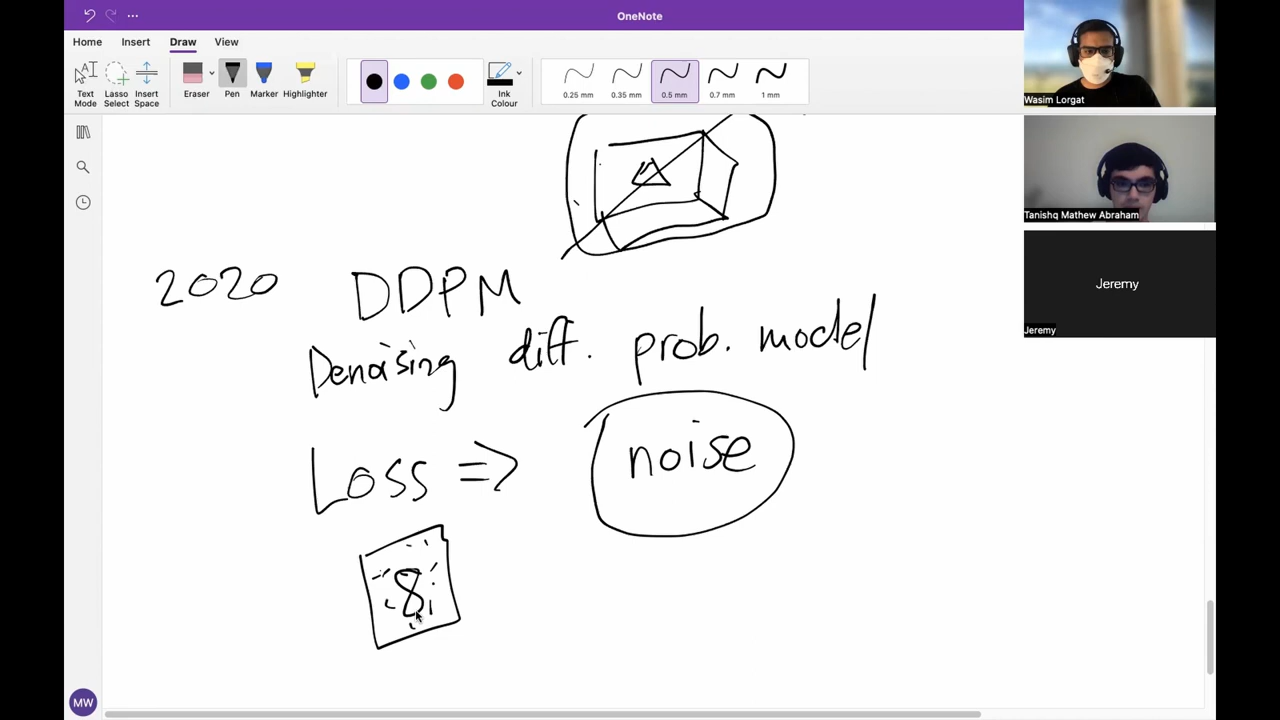 OneNote
Home Insert Draw View
Text Mode Lasso Select Insert Space Eraser Pen Marker Highlighter Ink Colour 0.25 mm 0.35 mm 0.5 mm 0.7 mm 1 mm
Wasim Lorgat
Tanishq Mathew Abraham
Jeremy
Jeremy
2020 DDPM
Denoising diff. prob. model
Loss => noise
8
MW